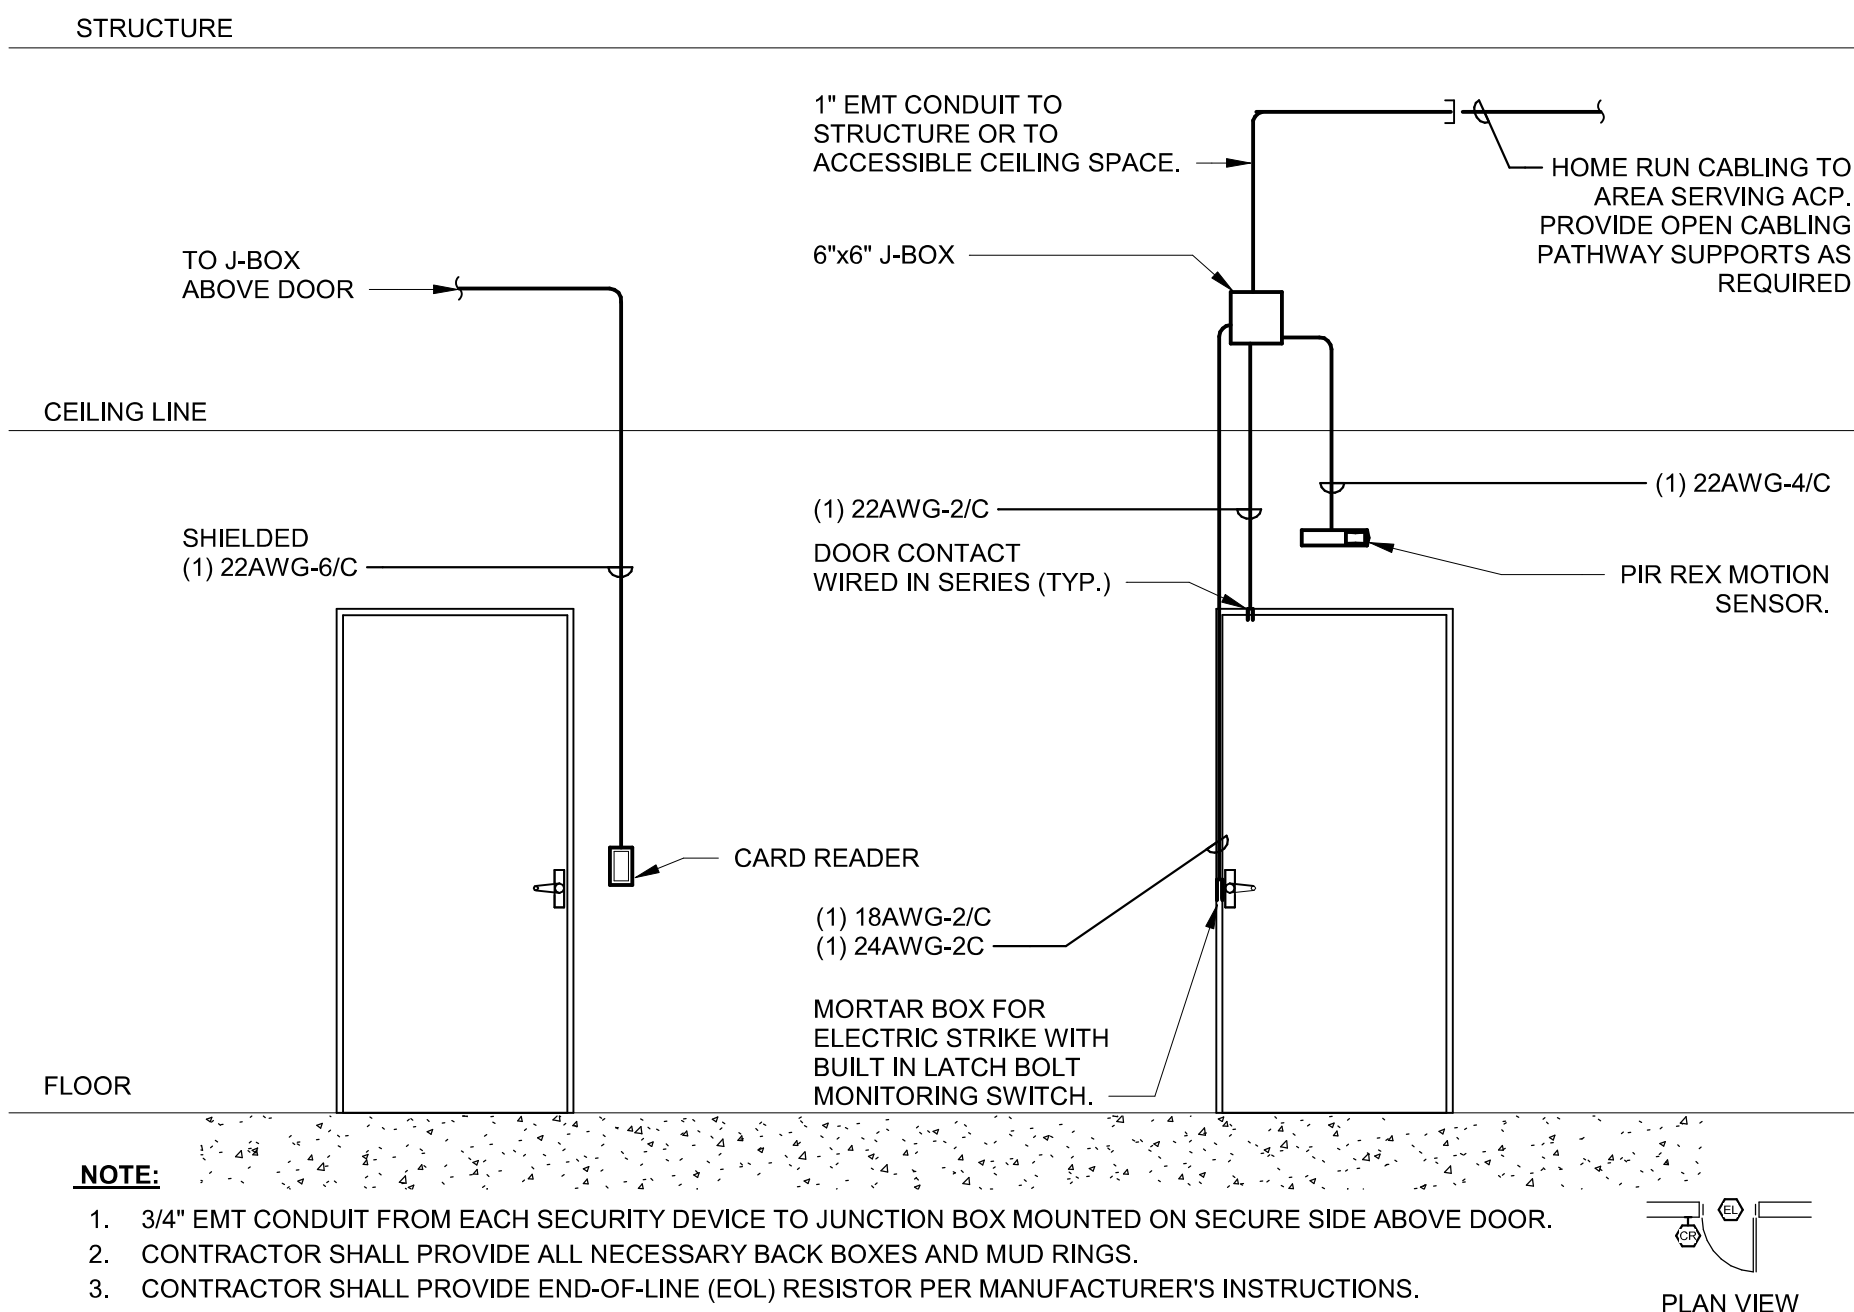 STRUCTURE
1" EMT CONDUIT TO
STRUCTURE OR TO
ACCESSIBLE CEILING SPACE.
HOME RUN CABLING TO
AREA SERVING ACP.
PROVIDE OPEN CABLING
PATHWAY SUPPORTS AS
REQUIRED
TO J-BOX
ABOVE DOOR
6"x6" J-BOX
CEILING LINE
(1) 22AWG-4/C
(1) 22AWG-2/C
SHIELDED
(1) 22AWG-6/C
DOOR CONTACT
WIRED IN SERIES (TYP.)
PIR REX MOTION
SENSOR.
CARD READER
(1) 18AWG-2/C
(1) 24AWG-2C
MORTAR BOX FOR
ELECTRIC STRIKE WITH
BUILT IN LATCH BOLT
MONITORING SWITCH.
FLOOR
NOTE:
1. 3/4" EMT CONDUIT FROM EACH SECURITY DEVICE TO JUNCTION BOX MOUNTED ON SECURE SIDE ABOVE DOOR.
2. CONTRACTOR SHALL PROVIDE ALL NECESSARY BACK BOXES AND MUD RINGS.
3. CONTRACTOR SHALL PROVIDE END-OF-LINE (EOL) RESISTOR PER MANUFACTURER'S INSTRUCTIONS.
EL
CR
PLAN VIEW